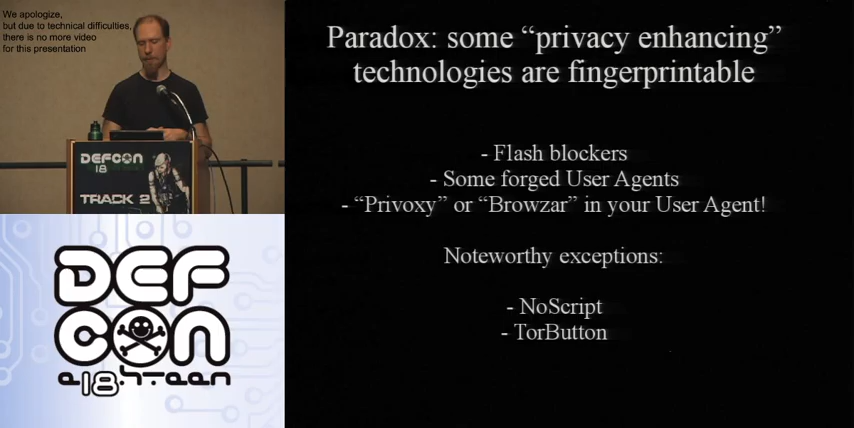 We apologize,
but due to technical difficulties,
there is no more video
for this presentation
DEFCON
18
TRACK 2
DEF
CON
e18hteen
Paradox: some “privacy enhancing”
technologies are fingerprintable
- Flash blockers
- Some forged User Agents
- “Privoxy” or “Browzar” in your User Agent!
Noteworthy exceptions:
- NoScript
- TorButton